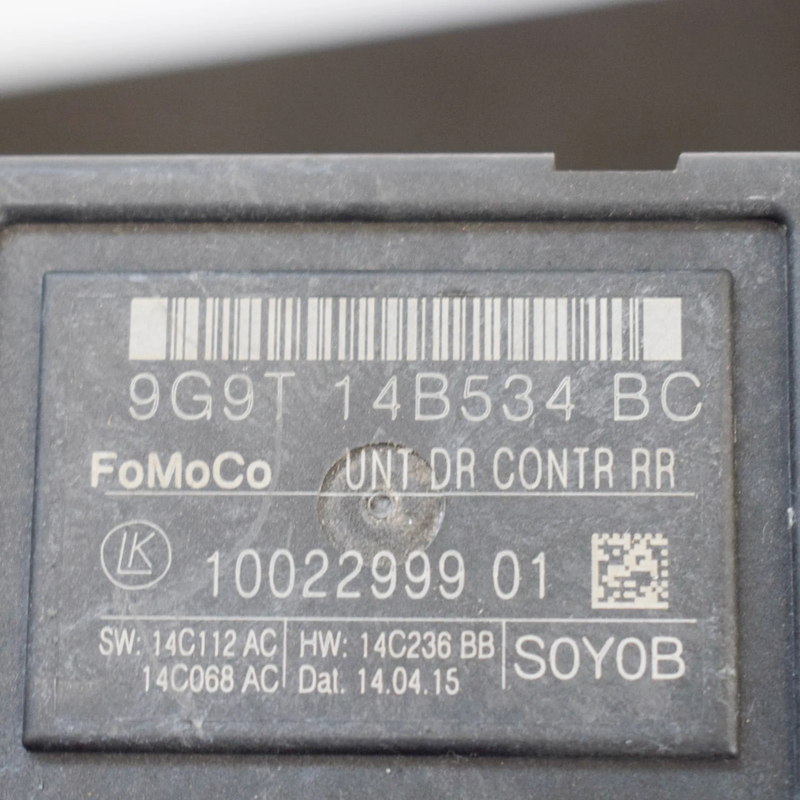 9G9T 14B534 BC
FoMoCo UNT DR CONTR RR
LK 10022999 01
SW: 14C112 AC HW: 14C236 BB SOYOB
14C068 AC Dat. 14.04.15